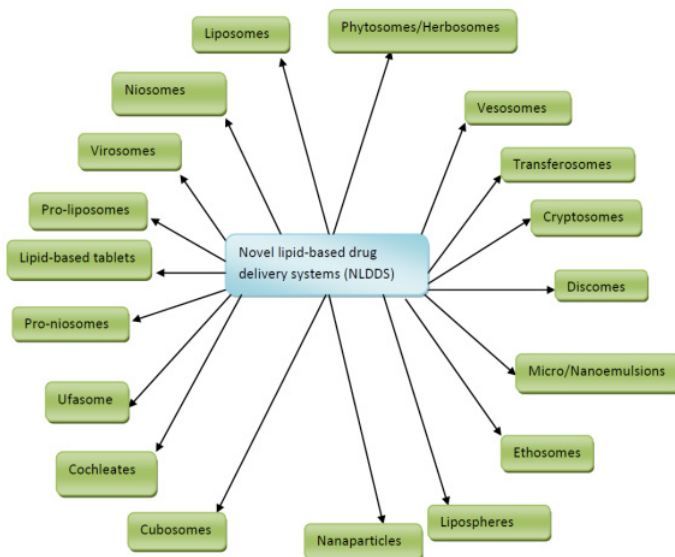 Liposomes
Phytosomes/Herbosomes
Niosomes
Vesosomes
Virosomes
Transferosomes
Pro-liposomes
Cryptosomes
Lipid-based tablets
Novel lipid-based drug
delivery systems (NLDDS)
Discomes
Pro-niosomes
Micro/Nanoemulsions
Ufasome
Ethosomes
Cochleates
Cubosomes
Nanaparticles
Lipospheres